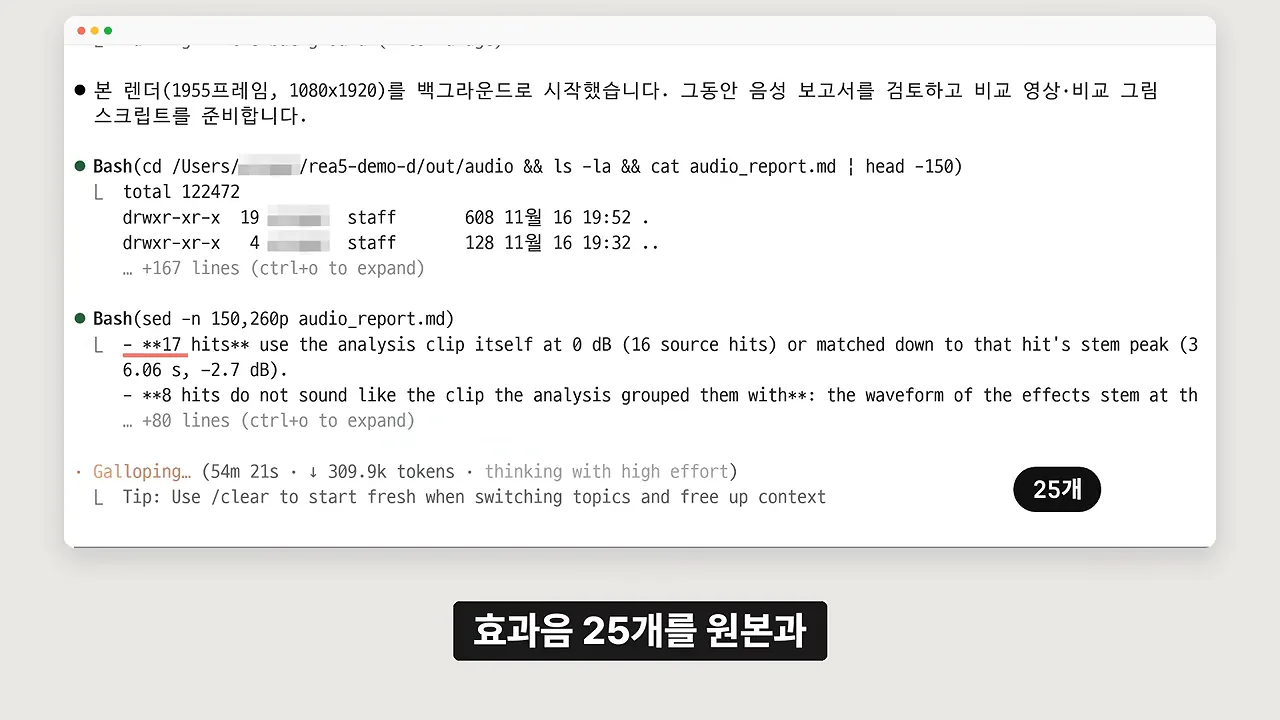 ● 본 렌더(1955프레임, 1080x1920)를 백그라운드로 시작했습니다. 그동안 음성 보고서를 검토하고 비교 영상·비교 그림
스크립트를 준비합니다.
● Bash(cd /Users/ /rea5-demo-d/out/audio && ls -la && cat audio_report.md | head -150)
⎿ total 122472
drwxr-xr-x 19 staff 608 11월 16 19:52 .
drwxr-xr-x 4 staff 128 11월 16 19:32 ..
… +167 lines (ctrl+o to expand)
● Bash(sed -n 150,260p audio_report.md)
⎿ - **17 hits** use the analysis clip itself at 0 dB (16 source hits) or matched down to that hit's stem peak (3
6.06 s, -2.7 dB).
- **8 hits do not sound like the clip the analysis grouped them with**: the waveform of the effects stem at th
… +80 lines (ctrl+o to expand)
· Galloping… (54m 21s · ↓ 309.9k tokens · thinking with high effort)
⎿ Tip: Use /clear to start fresh when switching topics and free up context
25개
효과음 25개를 원본과